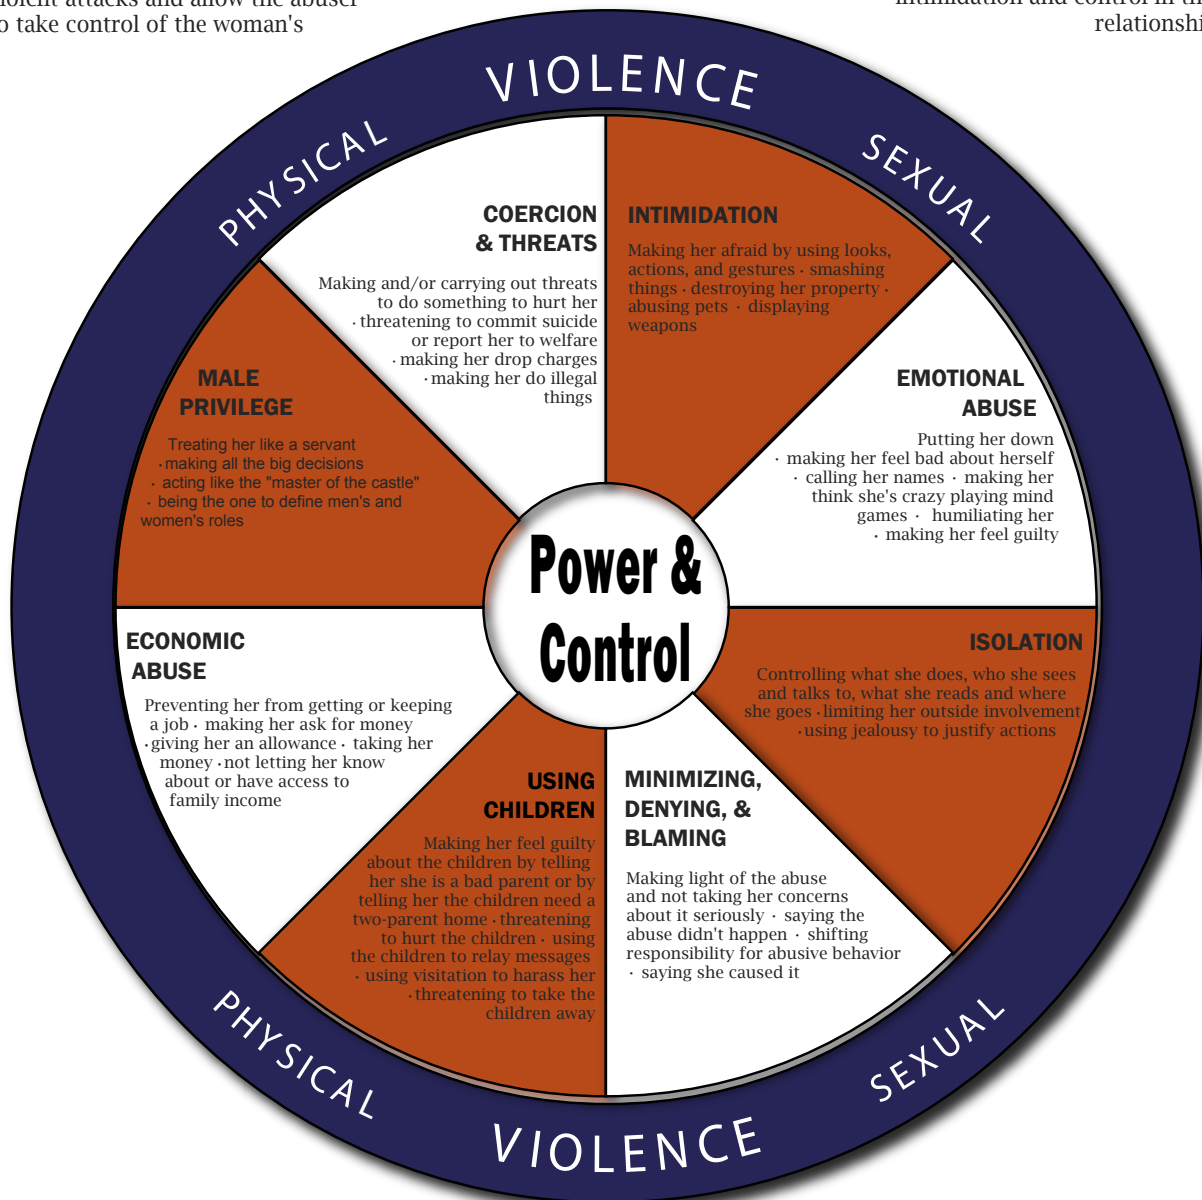 violent attacks and allow the abuser
to take control of the woman's
intimidation and control in the
relationship
PHYSICAL VIOLENCE SEXUAL
COERCION
& THREATS
Making and/or carrying out threats
to do something to hurt her
· threatening to commit suicide
or report her to welfare
· making her drop charges
· making her do illegal
things
INTIMIDATION
Making her afraid by using looks,
actions, and gestures · smashing
things · destroying her property ·
abusing pets · displaying
weapons
EMOTIONAL
ABUSE
Putting her down
· making her feel bad about herself
· calling her names · making her
think she's crazy playing mind
games · humiliating her
· making her feel guilty
ISOLATION
Controlling what she does, who she sees
and talks to, what she reads and where
she goes · limiting her outside involvement
· using jealousy to justify actions
MINIMIZING,
DENYING, &
BLAMING
Making light of the abuse
and not taking her concerns
about it seriously · saying the
abuse didn't happen · shifting
responsibility for abusive behavior
· saying she caused it
USING
CHILDREN
Making her feel guilty
about the children by telling
her she is a bad parent or by
telling her the children need a
two-parent home · threatening
to hurt the children · using
the children to relay messages
· using visitation to harass her
· threatening to take the
children away
ECONOMIC
ABUSE
Preventing her from getting or keeping
a job · making her ask for money
· giving her an allowance · taking her
money · not letting her know
about or have access to
family income
MALE
PRIVILEGE
Treating her like a servant
· making all the big decisions
· acting like the "master of the castle"
· being the one to define men's and
women's roles
Power &
Control
PHYSICAL VIOLENCE SEXUAL